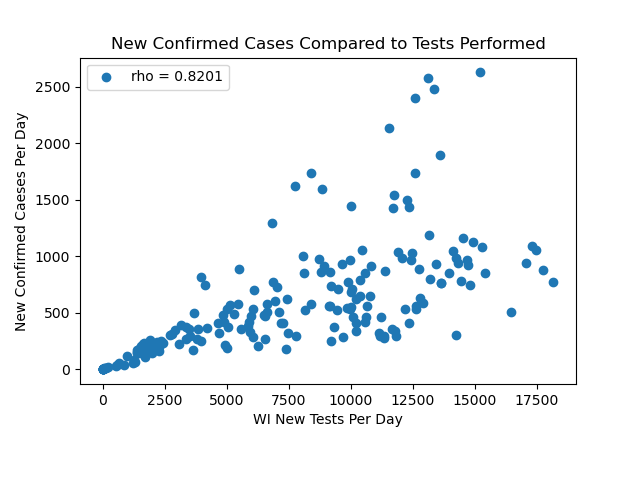 New Confirmed Cases Compared to Tests Performed
rho = 0.8201
2500
2000
1500
1000
500
0
New Confirmed Caeses Per Day
0 2500 5000 7500 10000 12500 15000 17500
WI New Tests Per Day